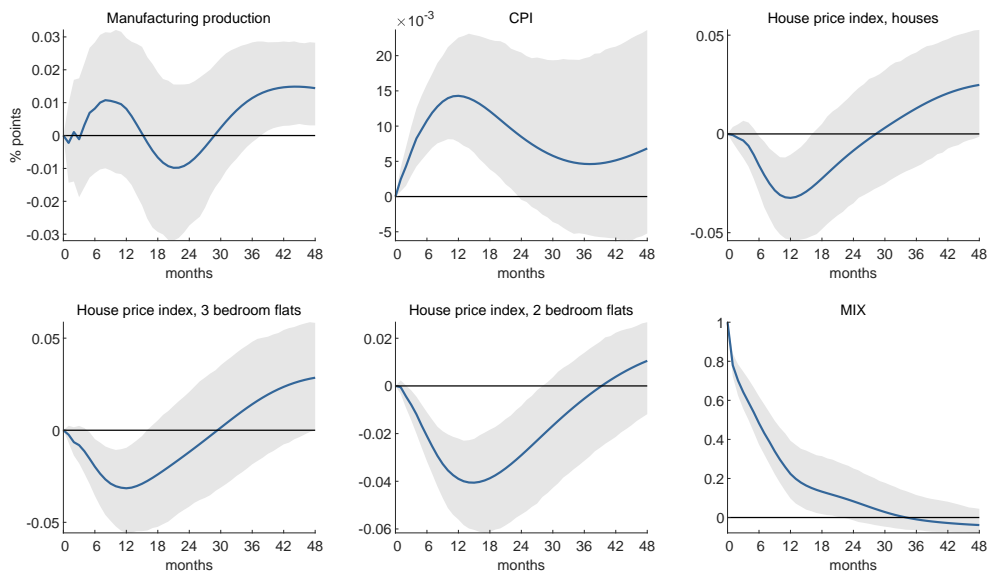 Manufacturing production
% points
0.03
0.02
0.01
0
-0.01
-0.02
-0.03
0 6 12 18 24 30 36 42 48
months
CPI
×10⁻³
20
15
10
5
0
-5
0 6 12 18 24 30 36 42 48
months
House price index, houses
0.05
0
-0.05
0 6 12 18 24 30 36 42 48
months
House price index, 3 bedroom flats
0.05
0
-0.05
0 6 12 18 24 30 36 42 48
months
House price index, 2 bedroom flats
0.02
0
-0.02
-0.04
-0.06
0 6 12 18 24 30 36 42 48
months
MIX
1
0.8
0.6
0.4
0.2
0
0 6 12 18 24 30 36 42 48
months